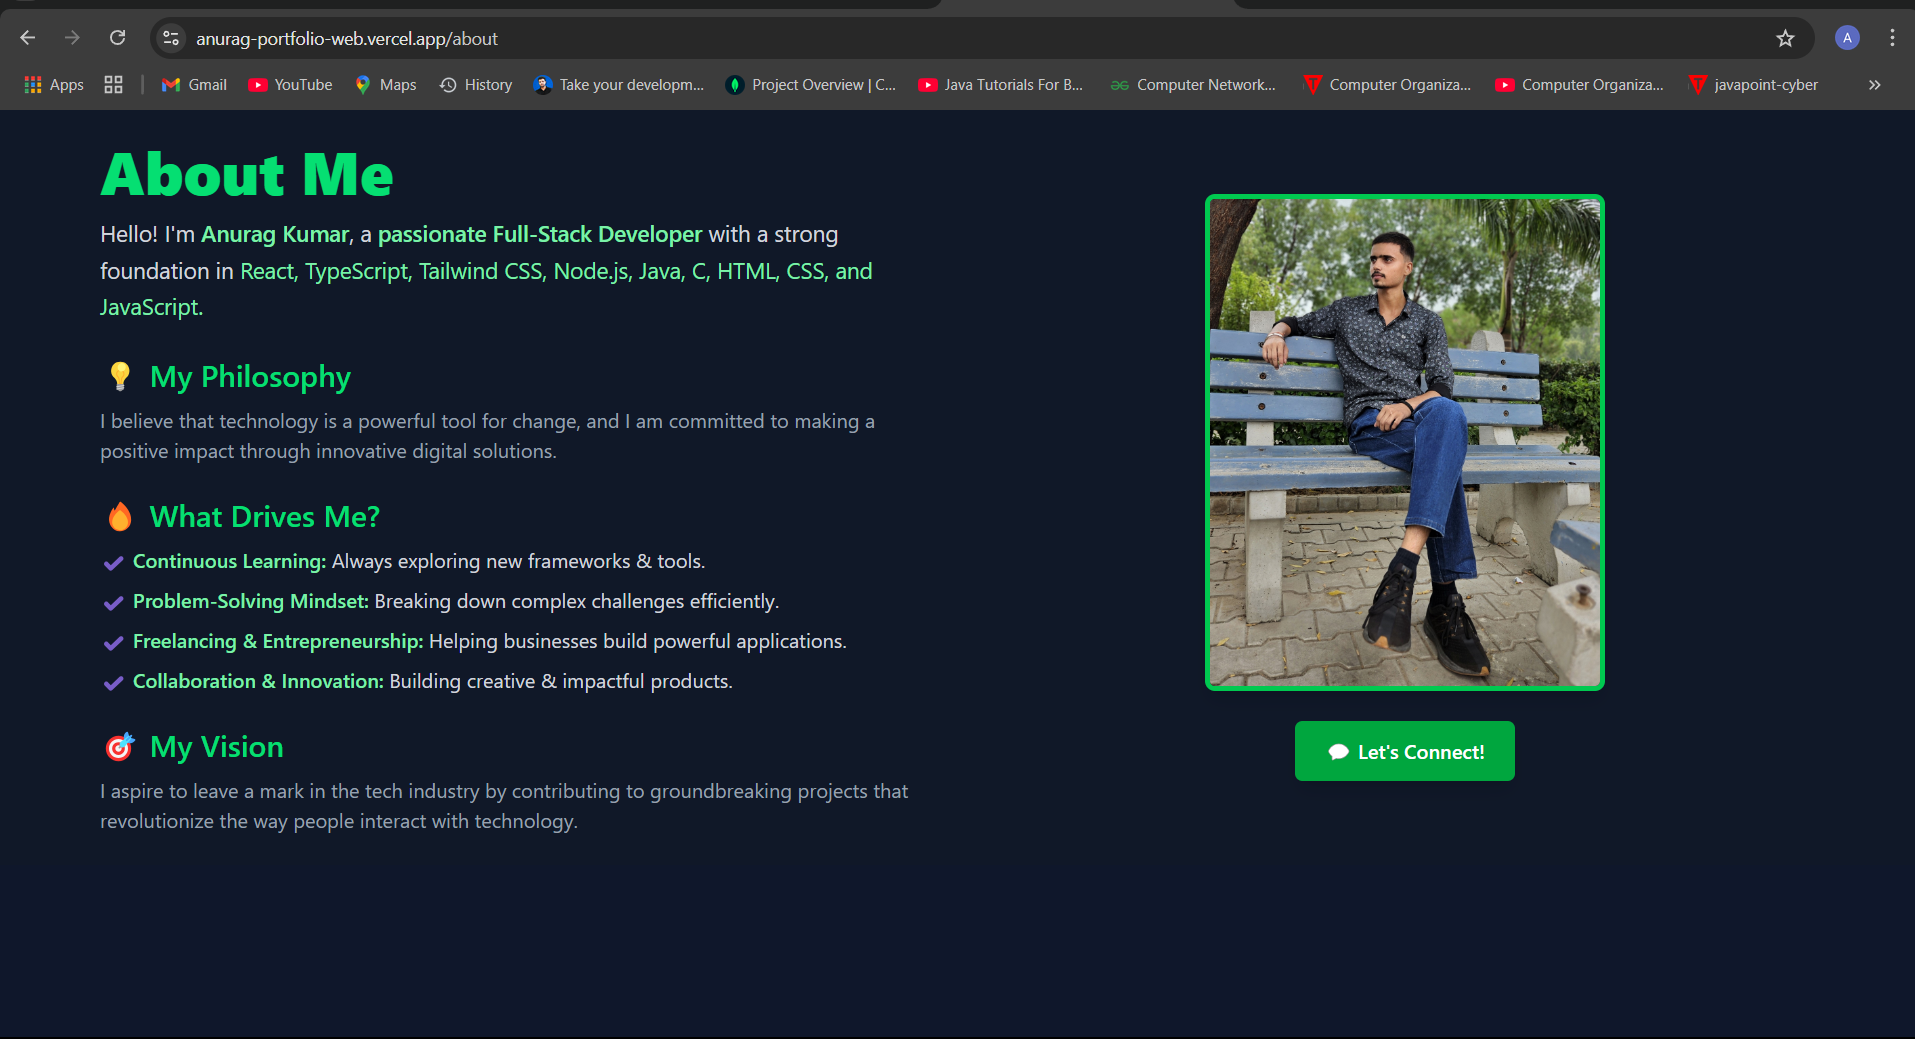 anurag-portfolio-web.vercel.app/about
A
Apps
Gmail
YouTube
Maps
History
Take your developm...
Project Overview | C...
Java Tutorials For B...
Computer Network...
Computer Organiza...
Computer Organiza...
javapoint-cyber
About Me
Hello! I'm Anurag Kumar, a passionate Full-Stack Developer with a strong
foundation in React, TypeScript, Tailwind CSS, Node.js, Java, C, HTML, CSS, and
JavaScript.
💡 My Philosophy
I believe that technology is a powerful tool for change, and I am committed to making a
positive impact through innovative digital solutions.
🔥 What Drives Me?
✔ Continuous Learning: Always exploring new frameworks & tools.
✔ Problem-Solving Mindset: Breaking down complex challenges efficiently.
✔ Freelancing & Entrepreneurship: Helping businesses build powerful applications.
✔ Collaboration & Innovation: Building creative & impactful products.
🎯 My Vision
I aspire to leave a mark in the tech industry by contributing to groundbreaking projects that
revolutionize the way people interact with technology.
Let's Connect!